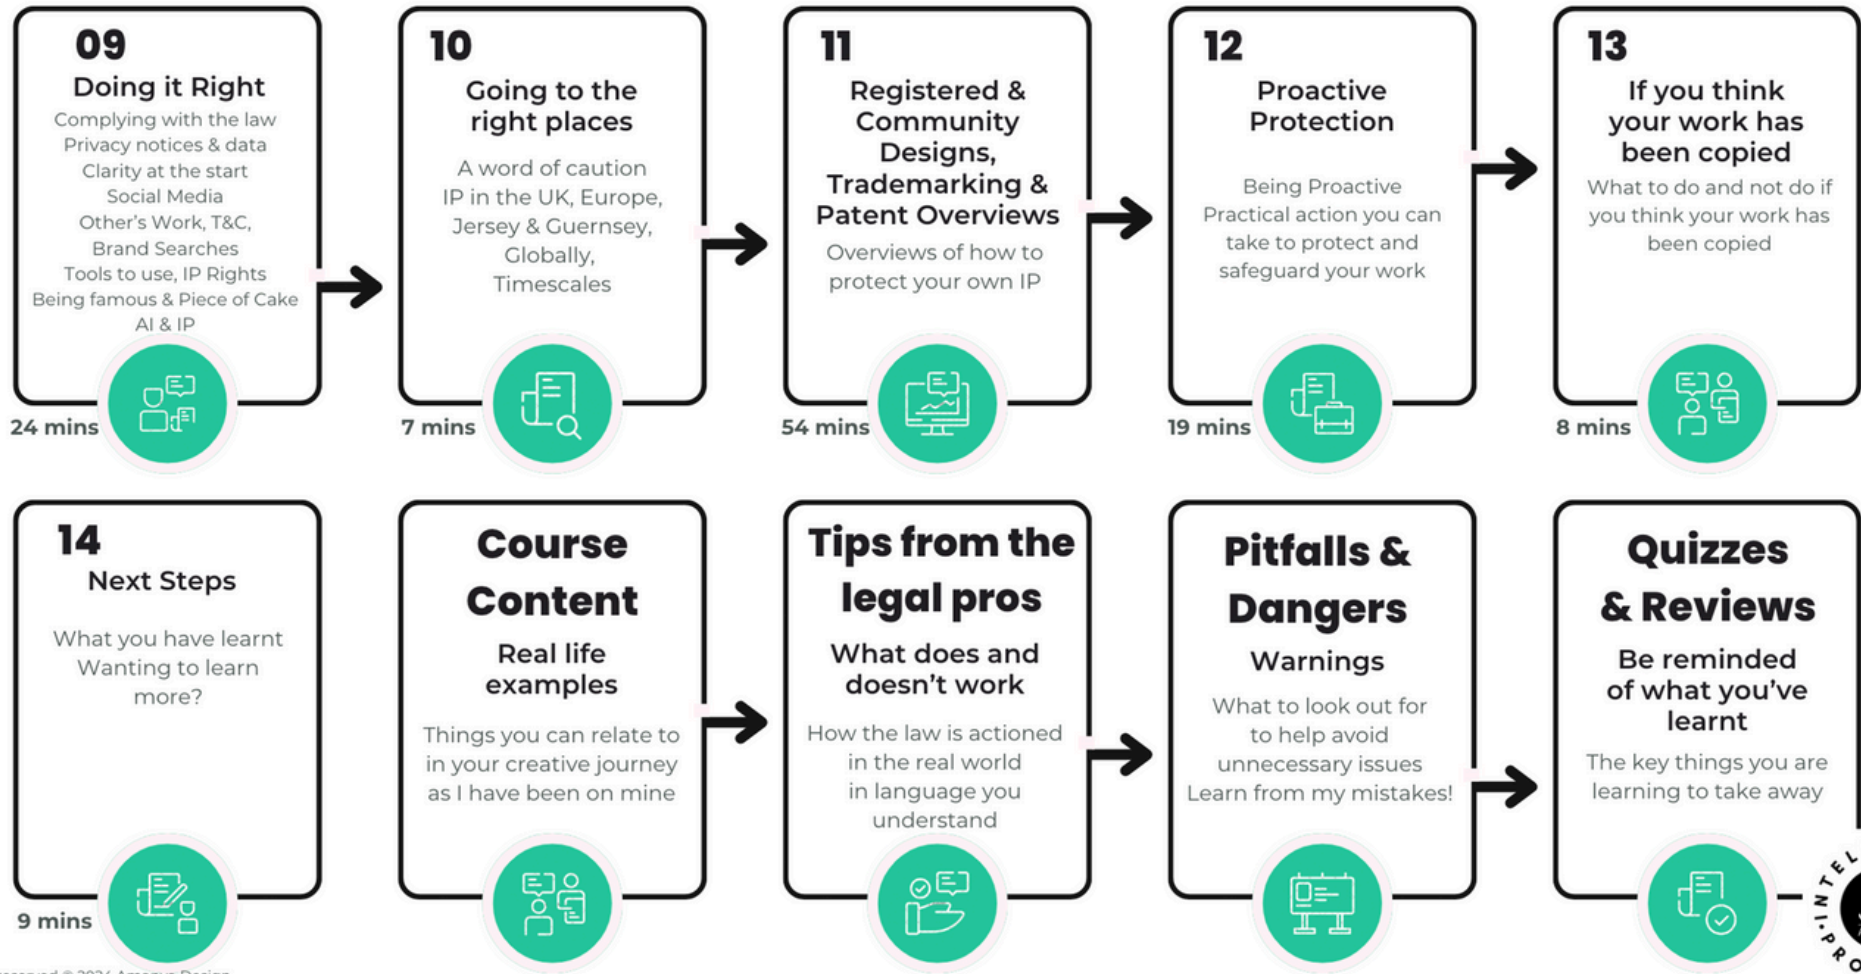 09
Doing it Right
Complying with the law
Privacy notices & data
Clarity at the start
Social Media
Other's Work, T&C,
Brand Searches
Tools to use, IP Rights
Being famous & Piece of Cake
AI & IP
24 mins
10
Going to the
right places
A word of caution
IP in the UK, Europe,
Jersey & Guernsey,
Globally,
Timescales
7 mins
11
Registered &
Community
Designs,
Trademarking &
Patent Overviews
Overviews of how to
protect your own IP
54 mins
12
Proactive
Protection
Being Proactive
Practical action you can
take to protect and
safeguard your work
19 mins
13
If you think
your work has
been copied
What to do and not do if
you think your work has
been copied
8 mins
14
Next Steps
What you have learnt
Wanting to learn
more?
9 mins
Course
Content
Real life
examples
Things you can relate to
in your creative journey
as I have been on mine
Tips from the
legal pros
What does and
doesn't work
How the law is actioned
in the real world
in language you
understand
Pitfalls &
Dangers
Warnings
What to look out for
to help avoid
unnecessary issues
Learn from my mistakes!
Quizzes
& Reviews
Be reminded
of what you've
learnt
The key things you are
learning to take away